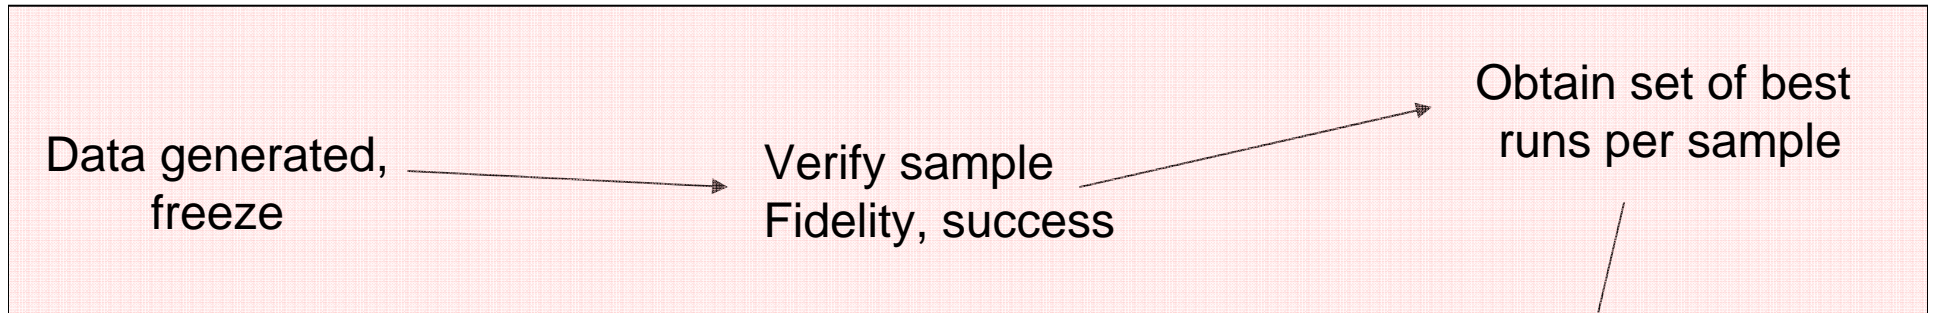 Data generated,
freeze
Verify sample
Fidelity, success
Obtain set of best
runs per sample